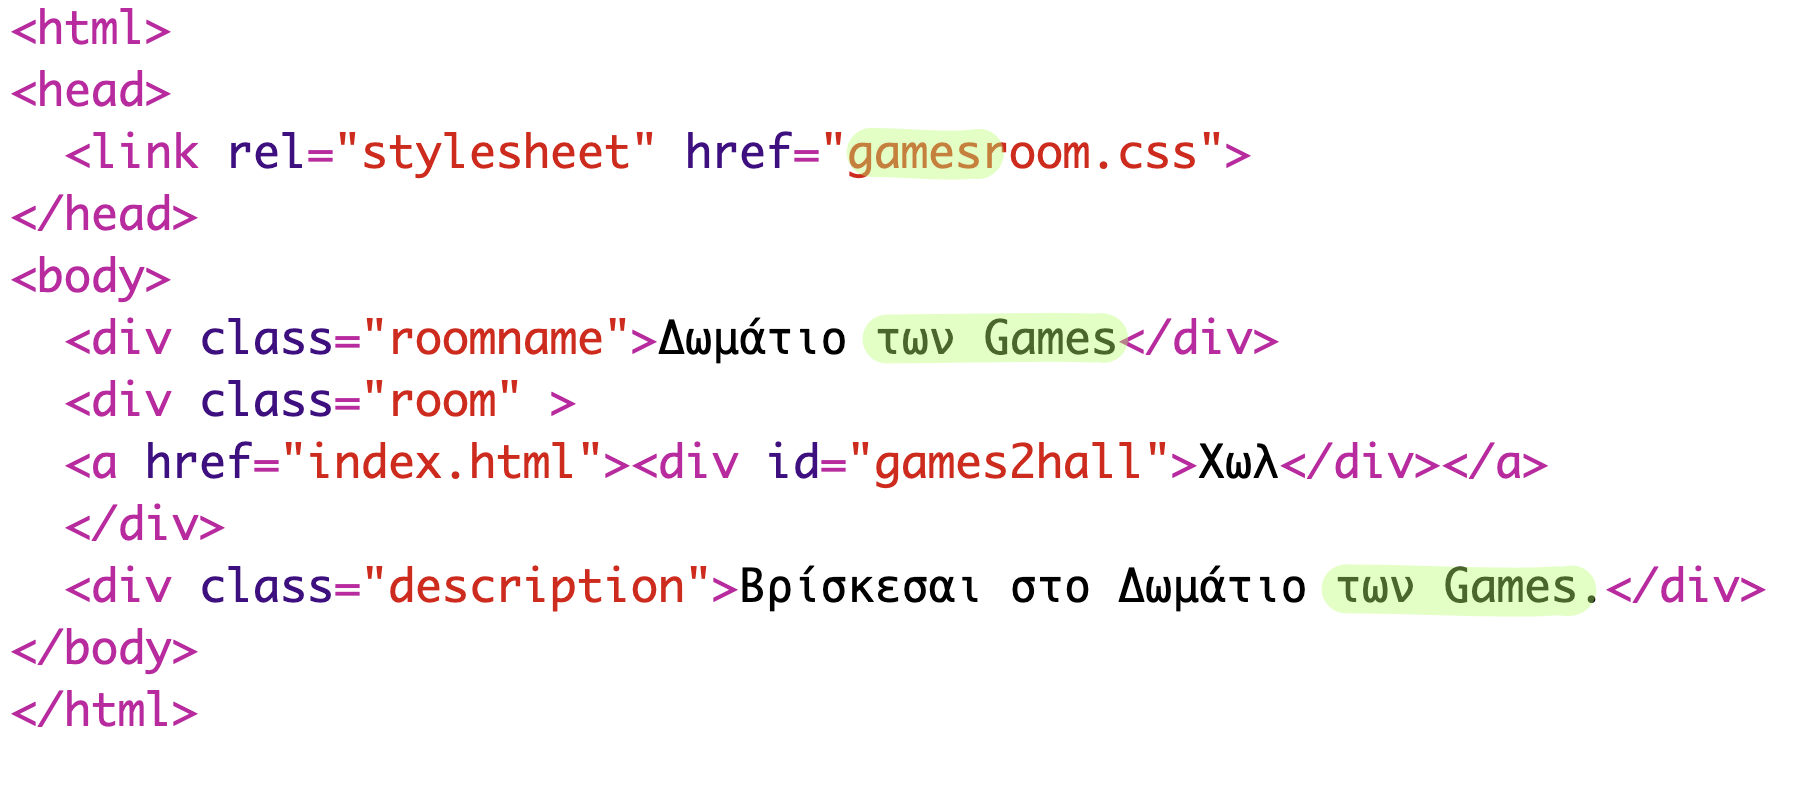 <html>
<head>
  <link rel="stylesheet" href="gamesroom.css">
</head>
<body>
  <div class="roomname">Δωμάτιο των Games</div>
  <div class="room" >
  <a href="index.html"><div id="games2hall">Χωλ</div></a>
  </div>
  <div class="description">Βρίσκεσαι στο Δωμάτιο των Games.</div>
</body>
</html>